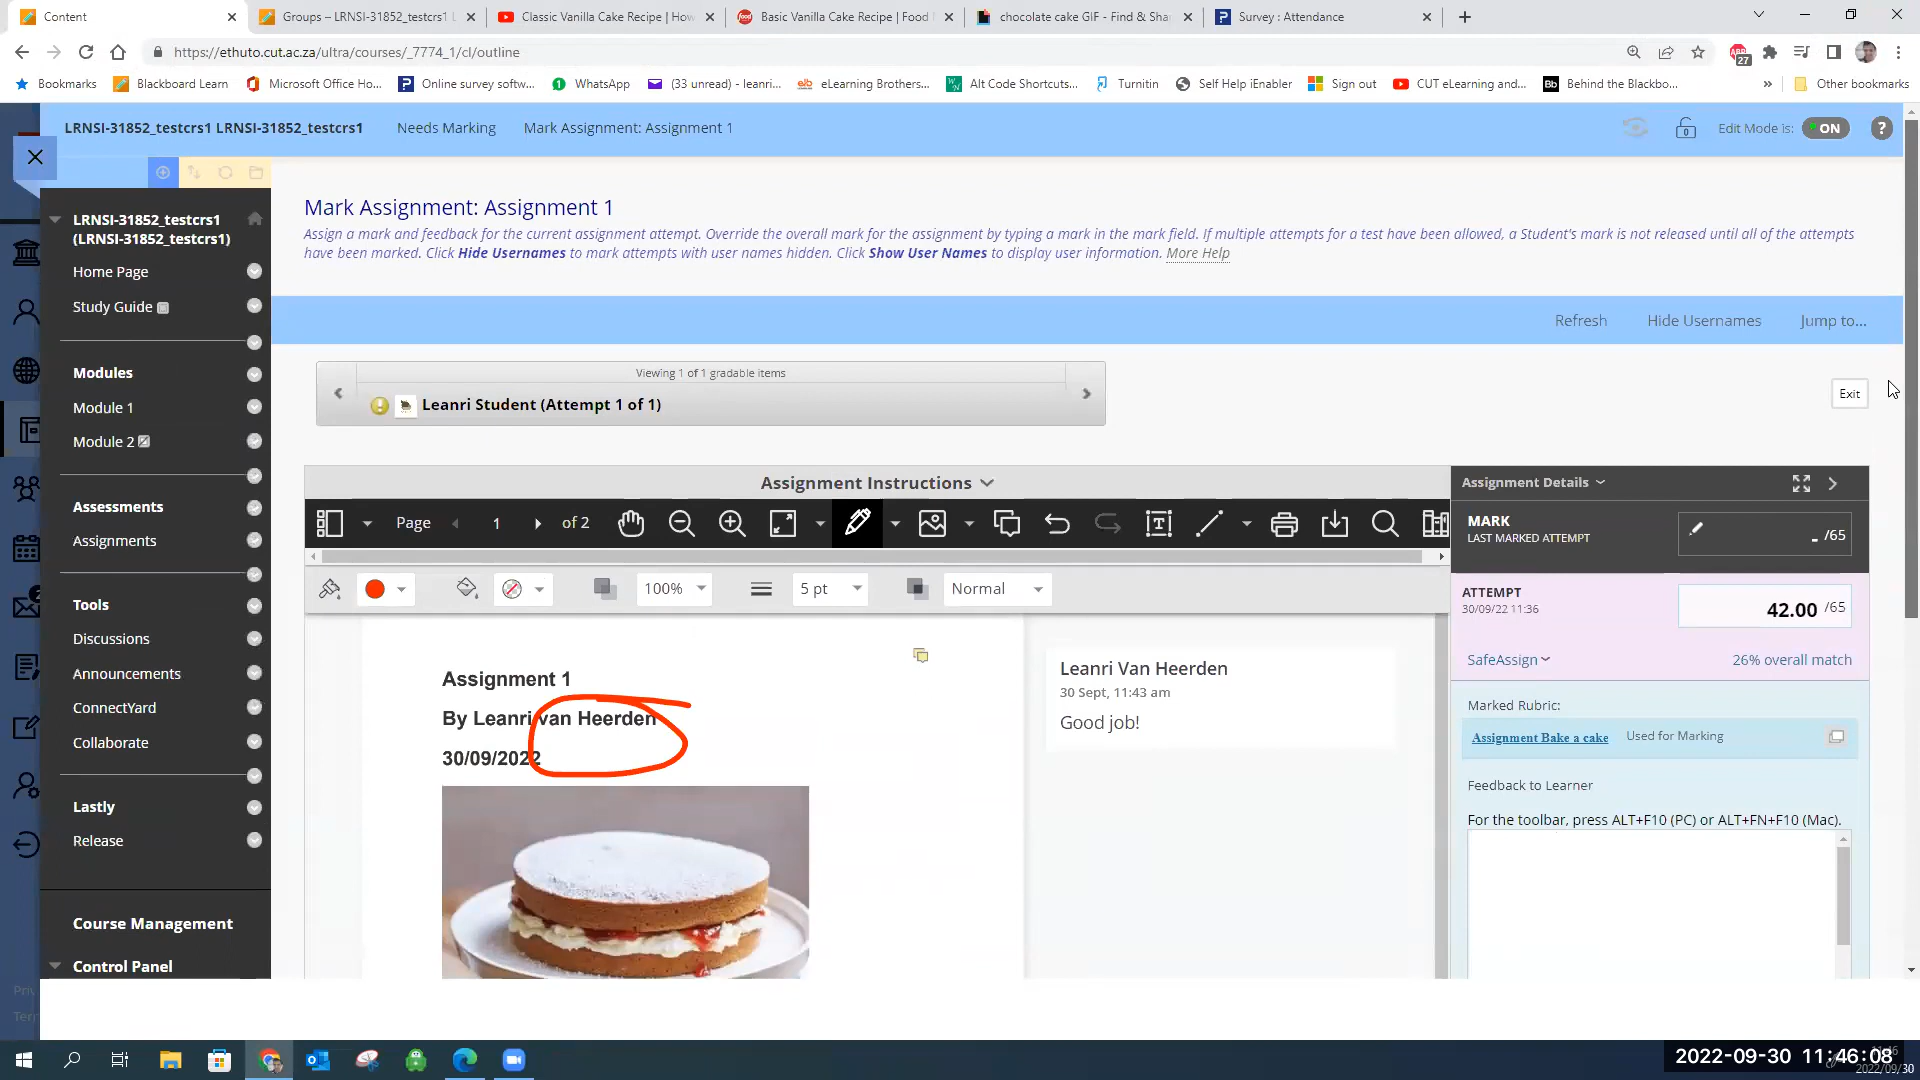 Content
Groups – LRNSI-31852_testcrs1 L
Classic Vanilla Cake Recipe | How
Basic Vanilla Cake Recipe | Food N
chocolate cake GIF - Find & Shar
Survey : Attendance
https://ethuto.cut.ac.za/ultra/courses/_7774_1/cl/outline
27
Bookmarks
Blackboard Learn
Microsoft Office Ho...
Online survey softw...
WhatsApp
(33 unread) - leanri...
eLearning Brothers...
Alt Code Shortcuts...
Turnitin
Self Help iEnabler
Sign out
CUT eLearning and...
Behind the Blackbo...
Other bookmarks
LRNSI-31852_testcrs1 LRNSI-31852_testcrs1
Needs Marking
Mark Assignment: Assignment 1
Edit Mode is:
ON
?
LRNSI-31852_testcrs1
(LRNSI-31852_testcrs1)
Home Page
Study Guide
Modules
Module 1
Module 2
Assessments
Assignments
Tools
Discussions
Announcements
ConnectYard
Collaborate
Lastly
Release
Course Management
Control Panel
Mark Assignment: Assignment 1
Assign a mark and feedback for the current assignment attempt. Override the overall mark for the assignment by typing a mark in the mark field. If multiple attempts for a test have been allowed, a Student's mark is not released until all of the attempts
have been marked. Click Hide Usernames to mark attempts with user names hidden. Click Show User Names to display user information. More Help
Refresh
Hide Usernames
Jump to...
Viewing 1 of 1 gradable items
Leanri Student (Attempt 1 of 1)
Exit
Assignment Instructions
Page 1 of 2
100%
5 pt
Normal
Assignment 1
By Leanri van Heerden
30/09/2022
Leanri Van Heerden
30 Sept, 11:43 am
Good job!
Assignment Details
MARK
LAST MARKED ATTEMPT
- /65
ATTEMPT
30/09/22 11:36
42.00 /65
SafeAssign
26% overall match
Marked Rubric:
Assignment Bake a cake
Used for Marking
Feedback to Learner
For the toolbar, press ALT+F10 (PC) or ALT+FN+F10 (Mac).
2022-09-30 11:46:08
2022/09/30